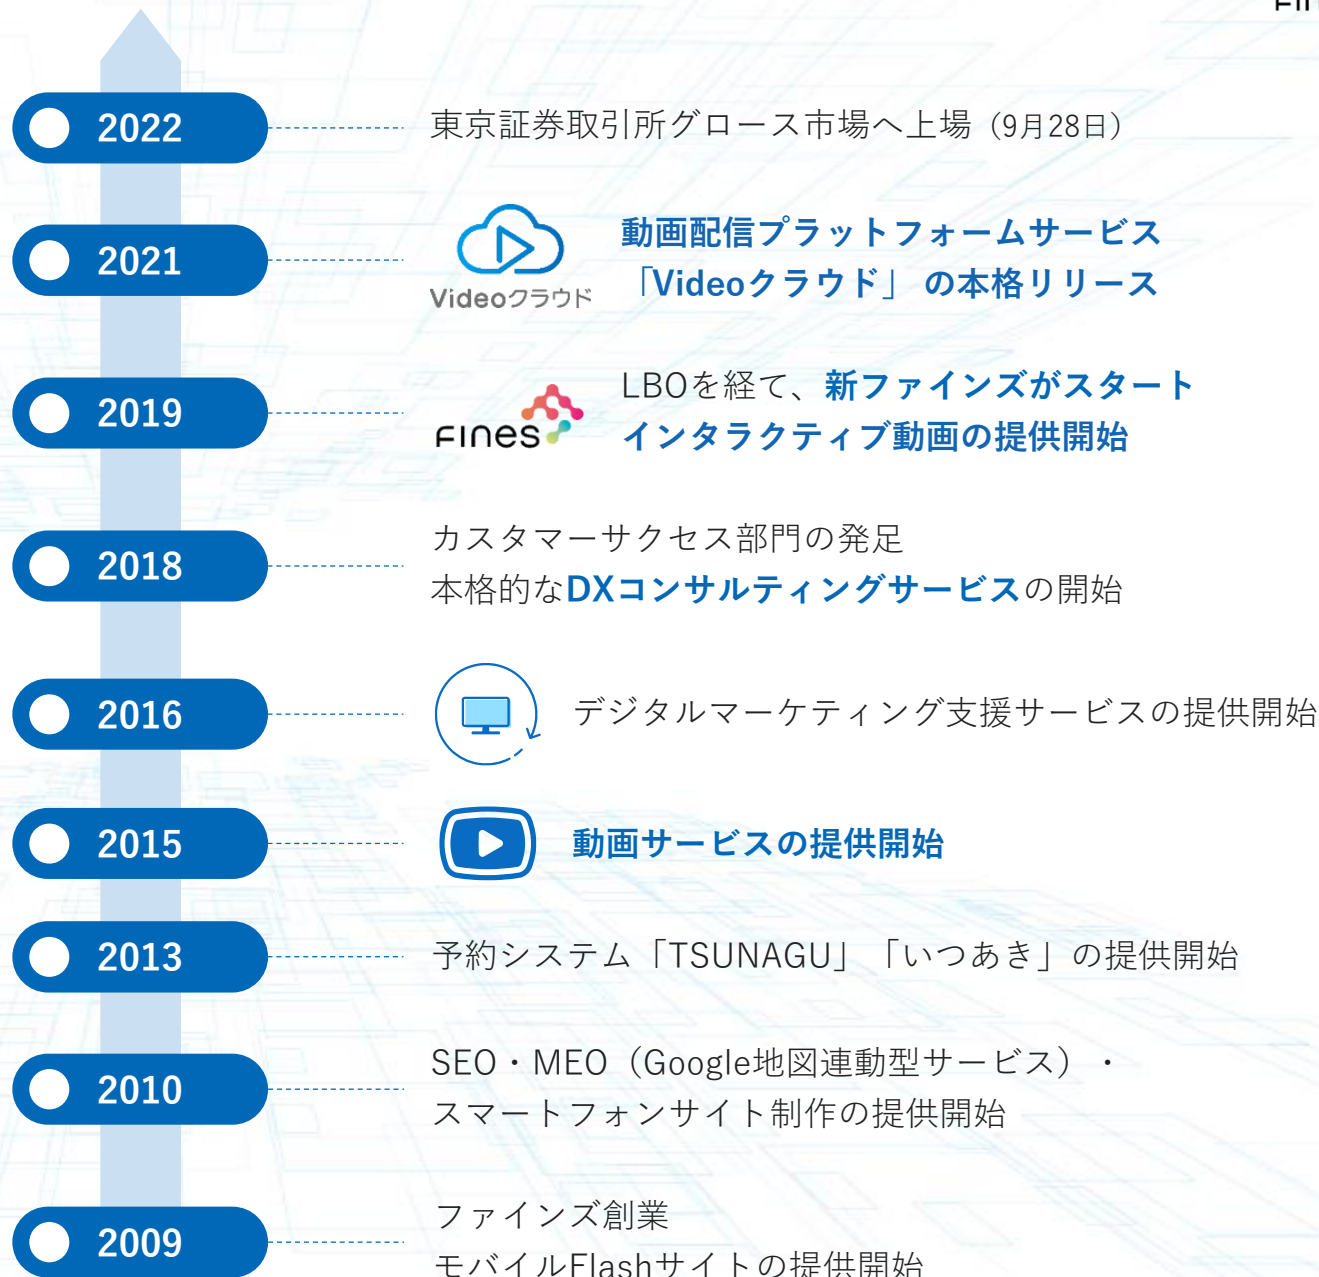 2022
東京証券取引所グロース市場へ上場（9月28日）
2021
Videoクラウド
動画配信プラットフォームサービス
「Videoクラウド」 の本格リリース
2019
FINES
LBOを経て、新ファインズがスタート
インタラクティブ動画の提供開始
2018
カスタマーサクセス部門の発足
本格的なDXコンサルティングサービスの開始
2016
デジタルマーケティング支援サービスの提供開始
2015
動画サービスの提供開始
2013
予約システム「TSUNAGU」「いつあき」の提供開始
2010
SEO・MEO（Google地図連動型サービス）・
スマートフォンサイト制作の提供開始
2009
ファインズ創業
モバイルFlashサイトの提供開始